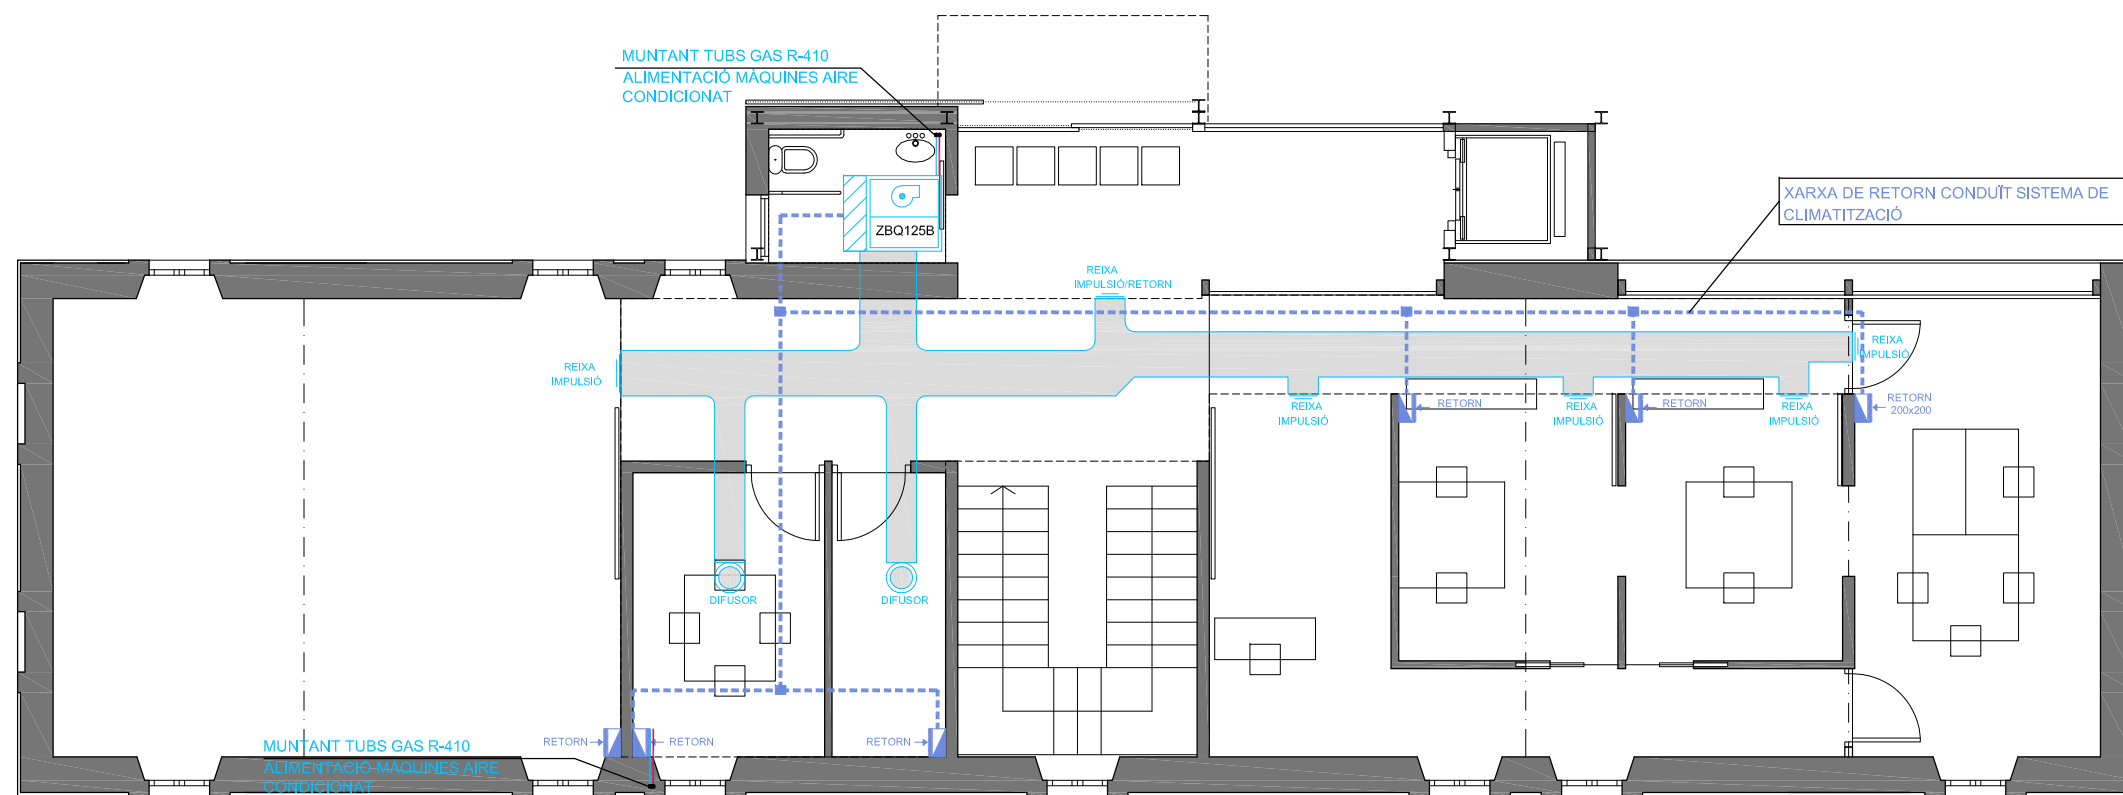 MUNTANT TUBS GAS R-410
ALIMENTACIÓ MÀQUINES AIRE
CONDICIONAT
XARXA DE RETORN CONDUÏT SISTEMA DE
CLIMATITZACIÓ
ZBQ125B
REIXA
IMPULSIÓ/RETORN
REIXA
IMPULSIÓ
REIXA
IMPULSIÓ
REIXA
IMPULSIÓ
REIXA
IMPULSIÓ
REIXA
IMPULSIÓ
RETORN
RETORN
RETORN
200x200
DIFUSOR
DIFUSOR
RETORN
RETORN
RETORN
MUNTANT TUBS GAS R-410
ALIMENTACIÓ MÀQUINES AIRE
CONDICIONAT